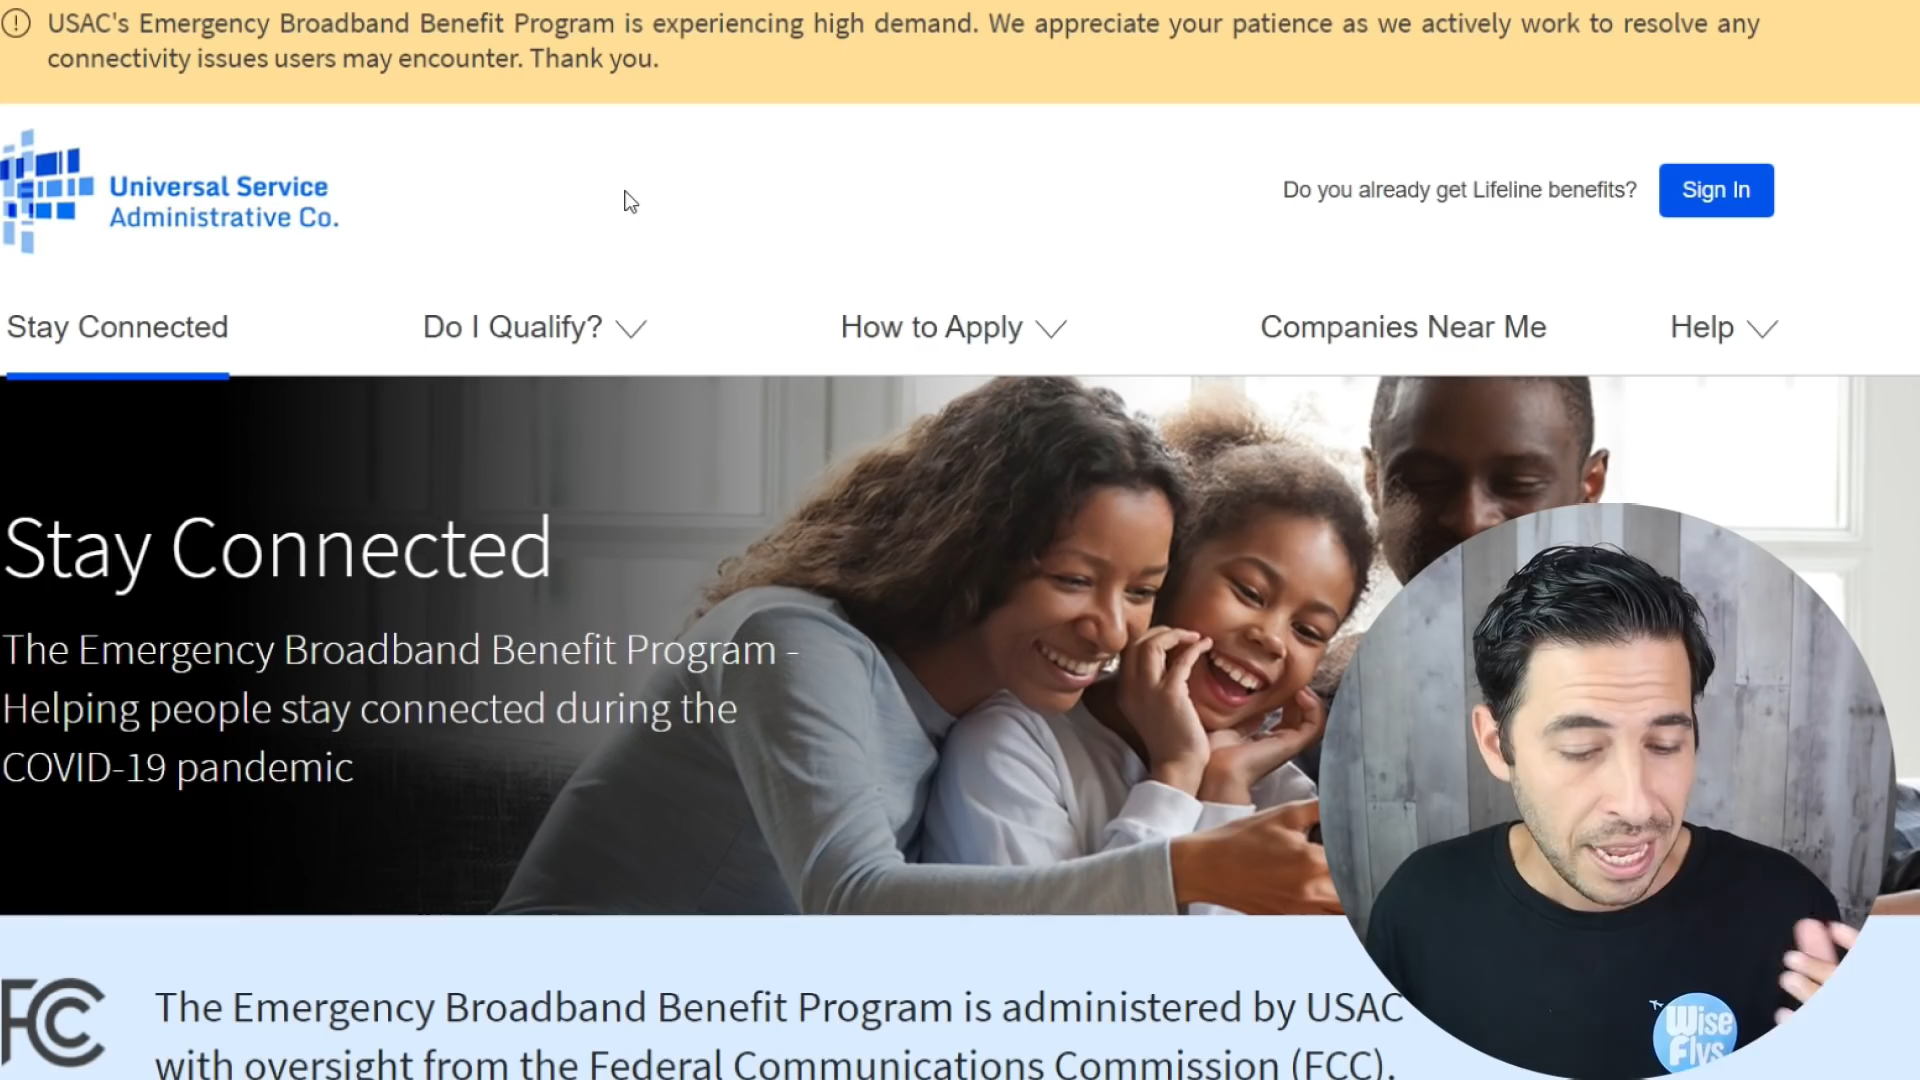 USAC's Emergency Broadband Benefit Program is experiencing high demand. We appreciate your patience as we actively work to resolve any
connectivity issues users may encounter. Thank you.
Universal Service
Administrative Co.
Do you already get Lifeline benefits?
Sign In
Stay Connected
Do I Qualify?
How to Apply
Companies Near Me
Help
Stay Connected
The Emergency Broadband Benefit Program -
Helping people stay connected during the
COVID-19 pandemic
FCC
The Emergency Broadband Benefit Program is administered by USAC
with oversight from the Federal Communications Commission (FCC).
Wise
Flys